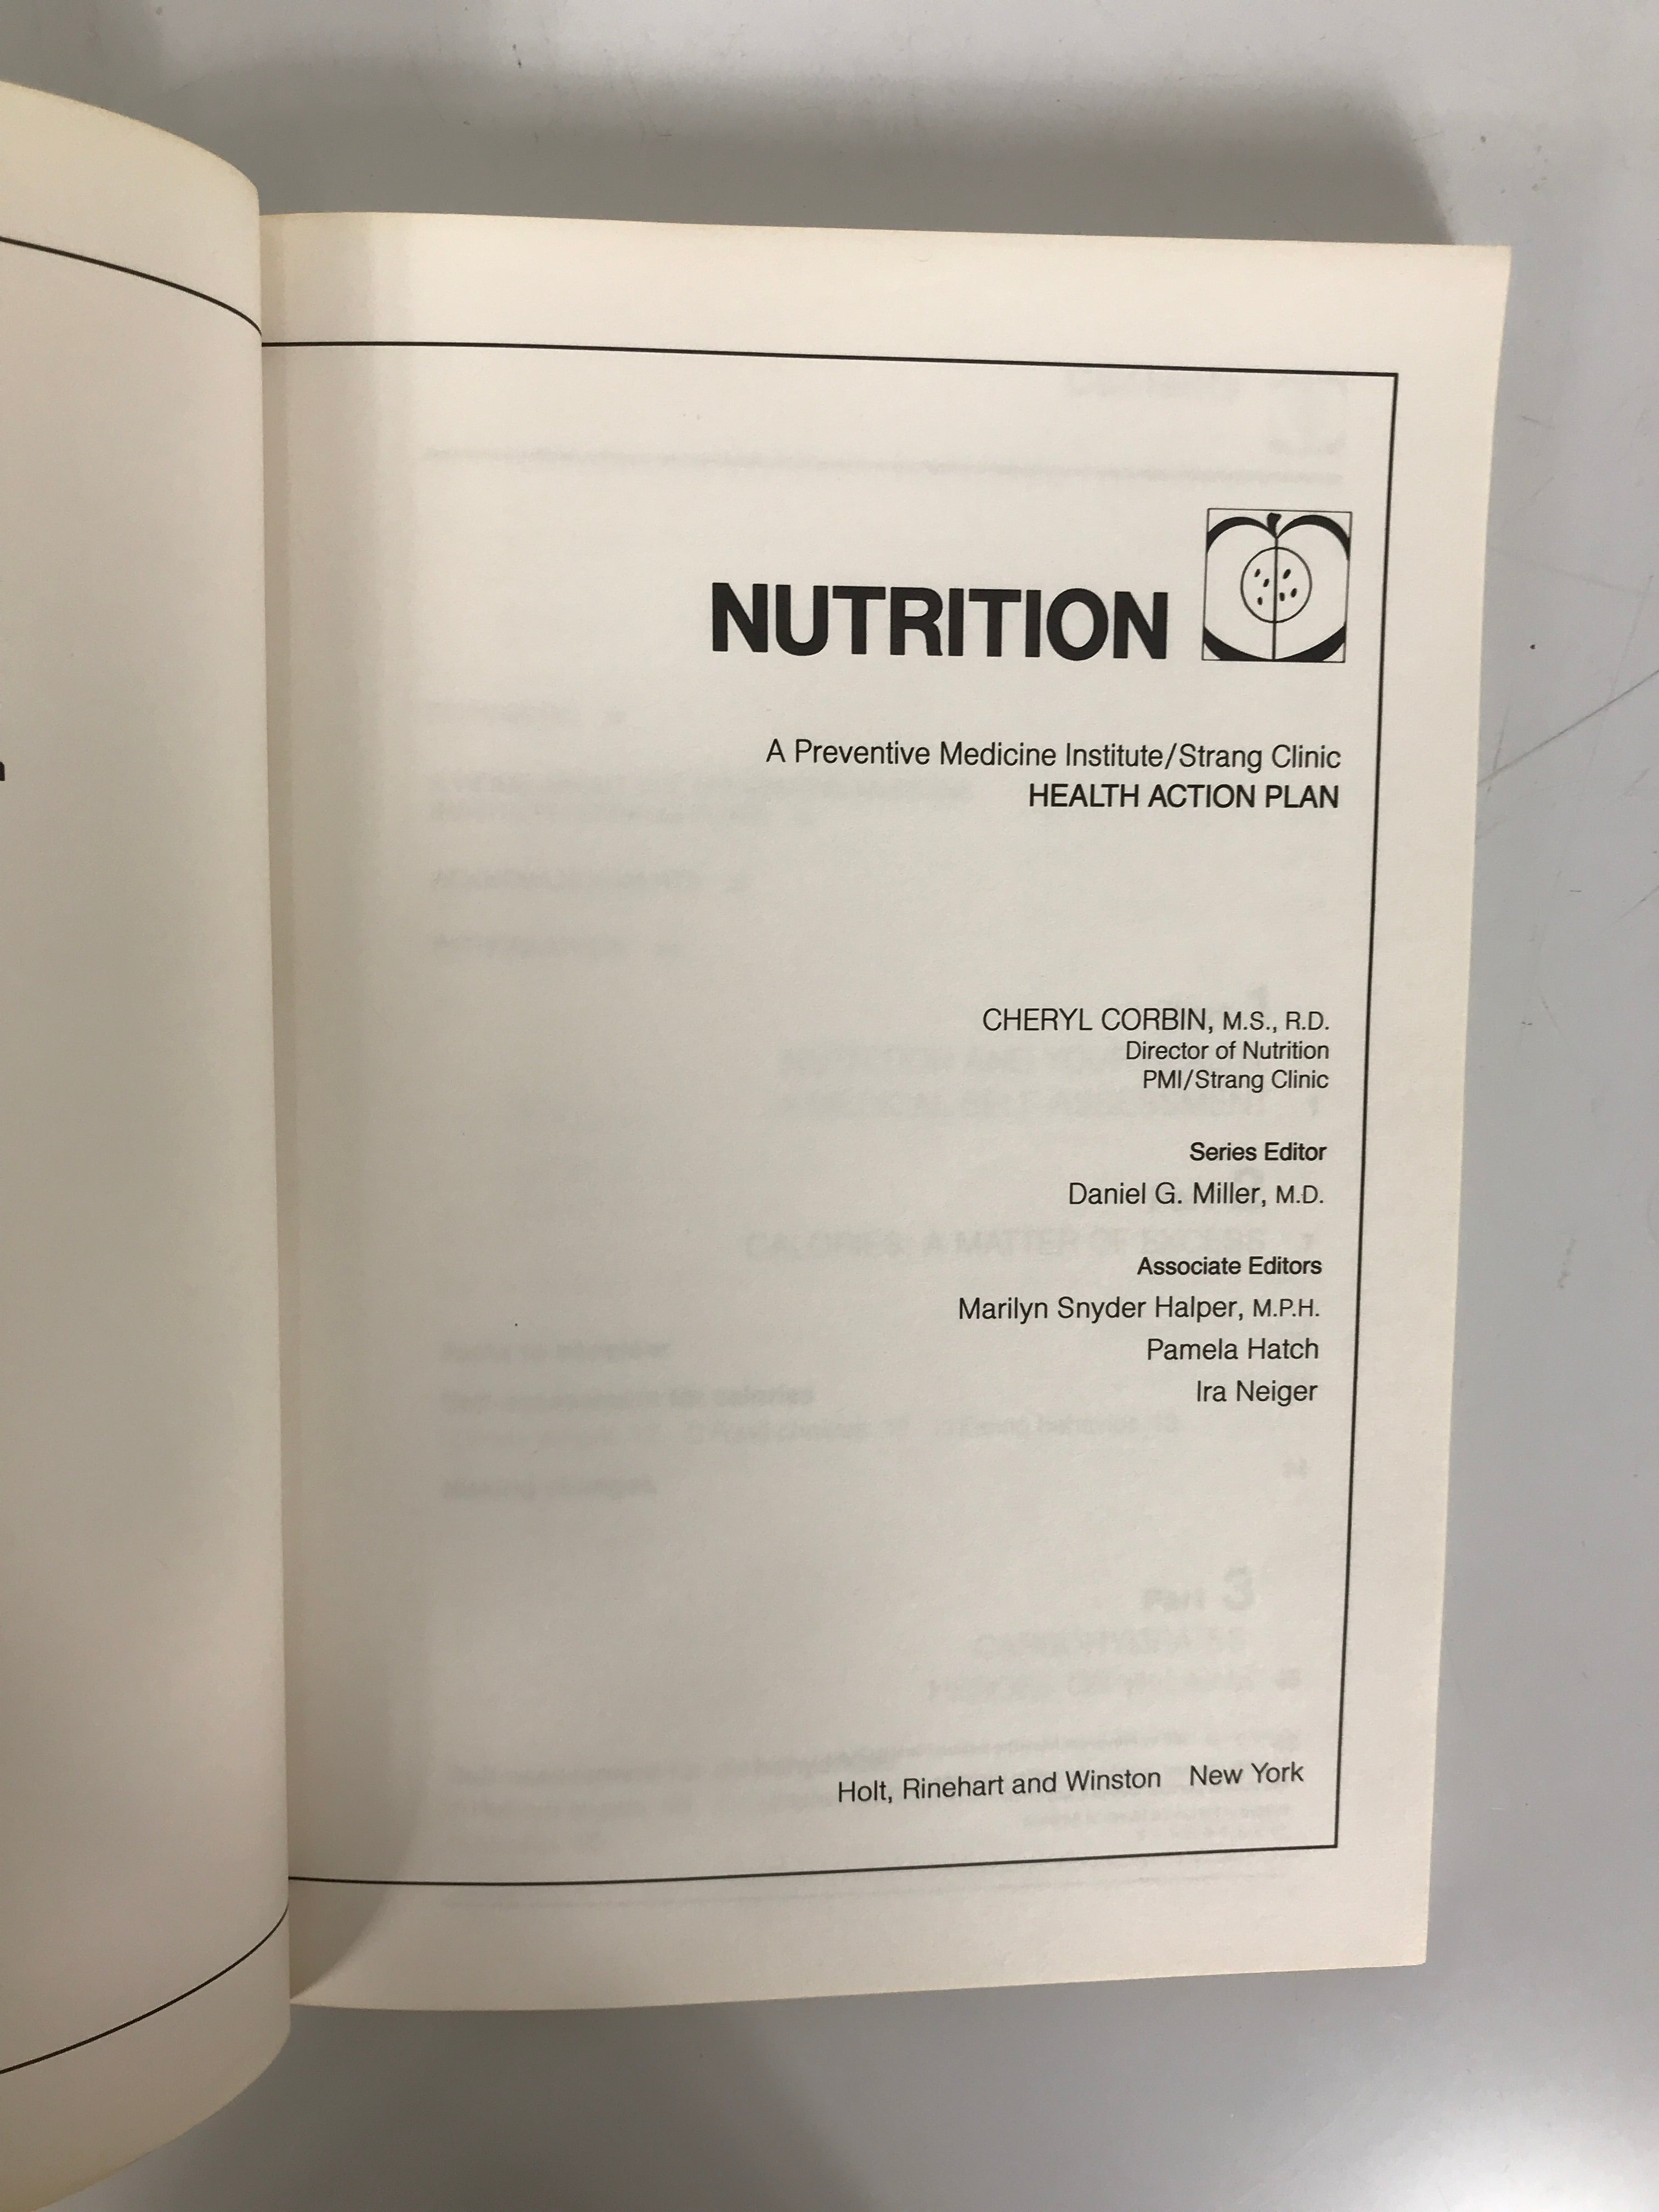 NUTRITION
A Preventive Medicine Institute/Strang Clinic
HEALTH ACTION PLAN
CHERYL CORBIN, M.S., R.D.
Director of Nutrition
PMI/Strang Clinic
Series Editor
Daniel G. Miller, M.D.
Associate Editors
Marilyn Snyder Halper, M.P.H.
Pamela Hatch
Ira Neiger
Holt, Rinehart and Winston New York